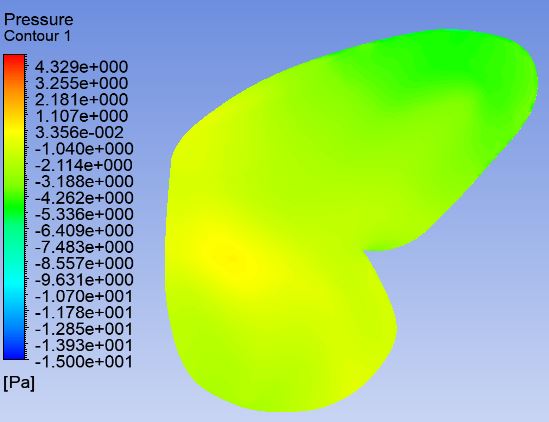 Pressure
Contour 1
4.329e+000
3.255e+000
2.181e+000
1.107e+000
3.356e-002
-1.040e+000
-2.114e+000
-3.188e+000
-4.262e+000
-5.336e+000
-6.409e+000
-7.483e+000
-8.557e+000
-9.631e+000
-1.070e+001
-1.178e+001
-1.285e+001
-1.393e+001
-1.500e+001
[Pa]